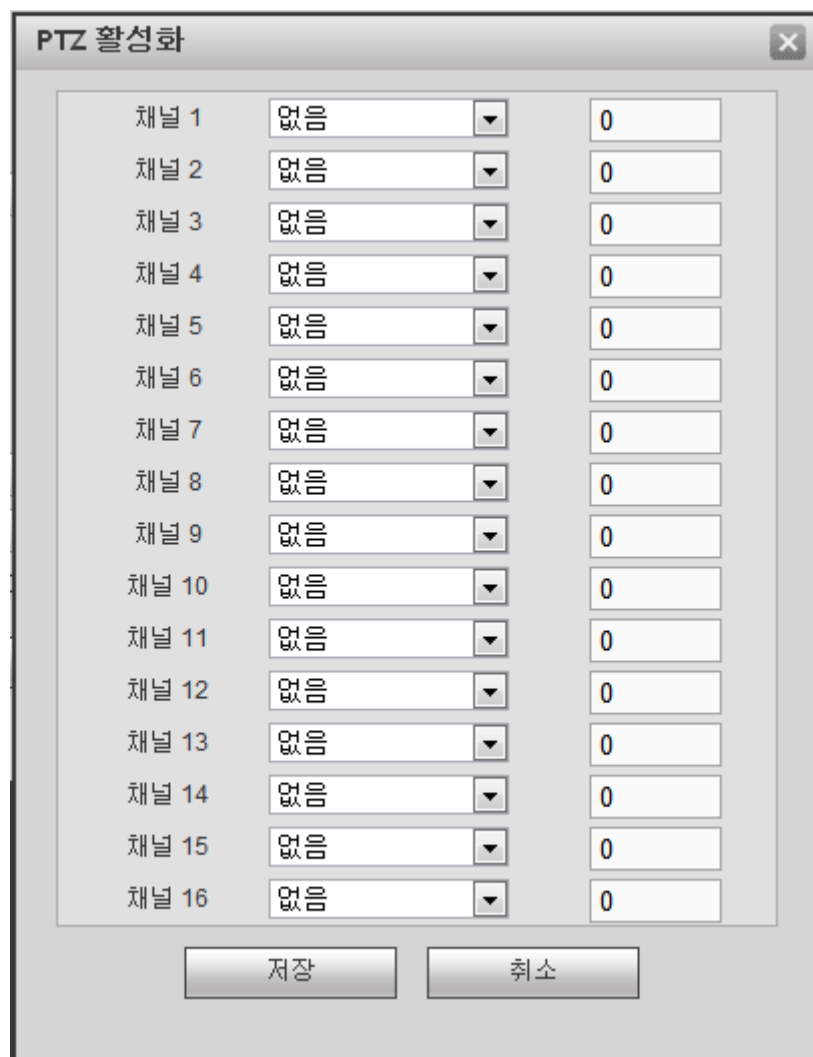 PTZ 활성화
채널 1 없음 0
채널 2 없음 0
채널 3 없음 0
채널 4 없음 0
채널 5 없음 0
채널 6 없음 0
채널 7 없음 0
채널 8 없음 0
채널 9 없음 0
채널 10 없음 0
채널 11 없음 0
채널 12 없음 0
채널 13 없음 0
채널 14 없음 0
채널 15 없음 0
채널 16 없음 0
저장 취소